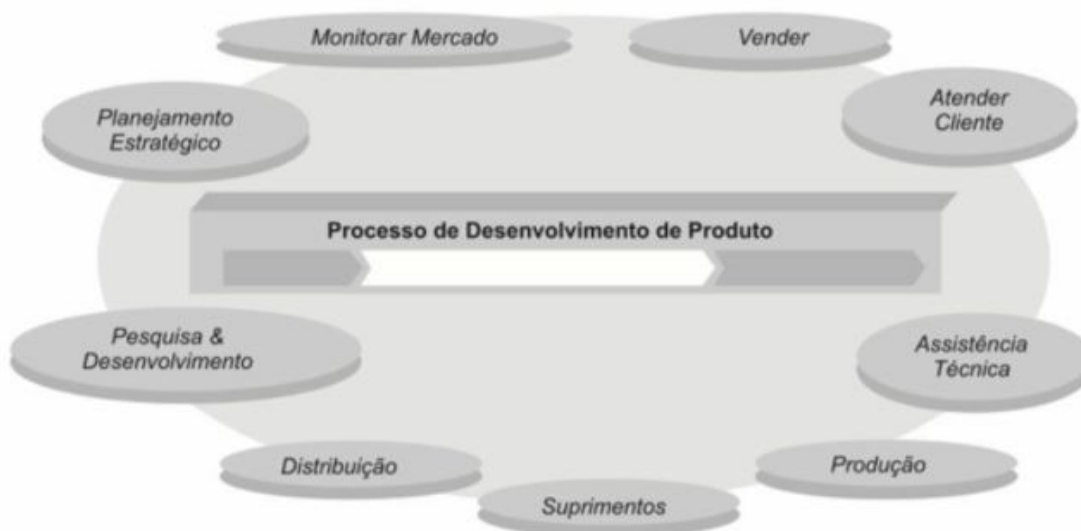 Monitorar Mercado
Vender
Planejamento
Estratégico
Atender
Cliente
Processo de Desenvolvimento de Produto
Pesquisa &
Desenvolvimento
Assistência
Técnica
Distribuição
Produção
Suprimentos